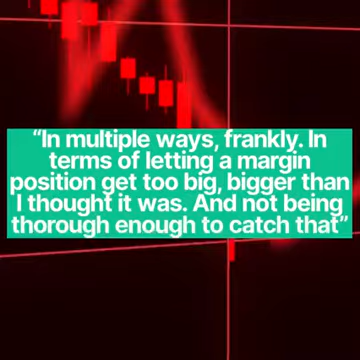 “In multiple ways, frankly. In
terms of letting a margin
position get too big, bigger than
I thought it was. And not being
thorough enough to catch that”